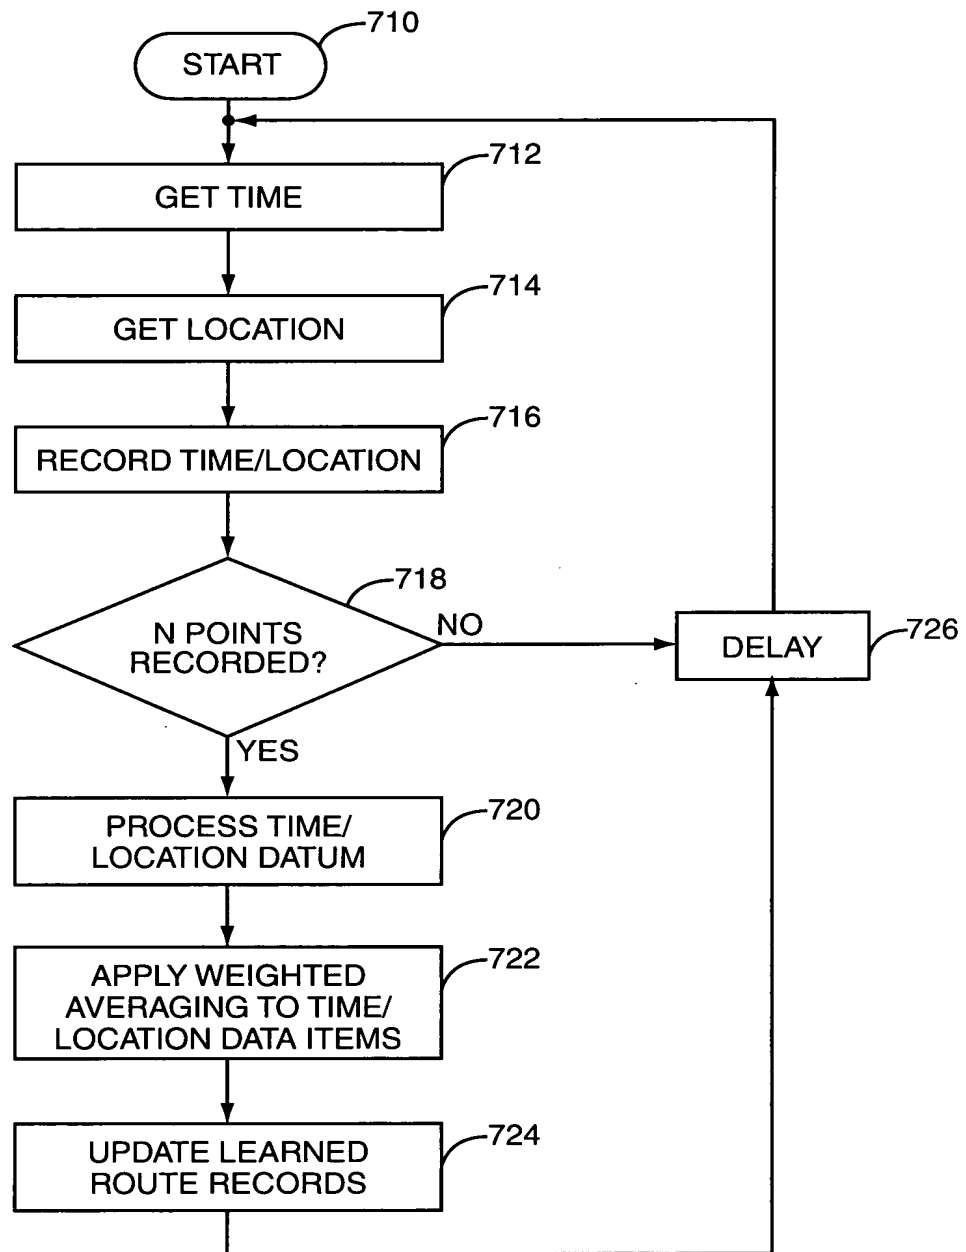 710
START
712
GET TIME
714
GET LOCATION
716
RECORD TIME/LOCATION
718
N POINTS
RECORDED?
NO
DELAY
726
YES
720
PROCESS TIME/
LOCATION DATUM
722
APPLY WEIGHTED
AVERAGING TO TIME/
LOCATION DATA ITEMS
724
UPDATE LEARNED
ROUTE RECORDS